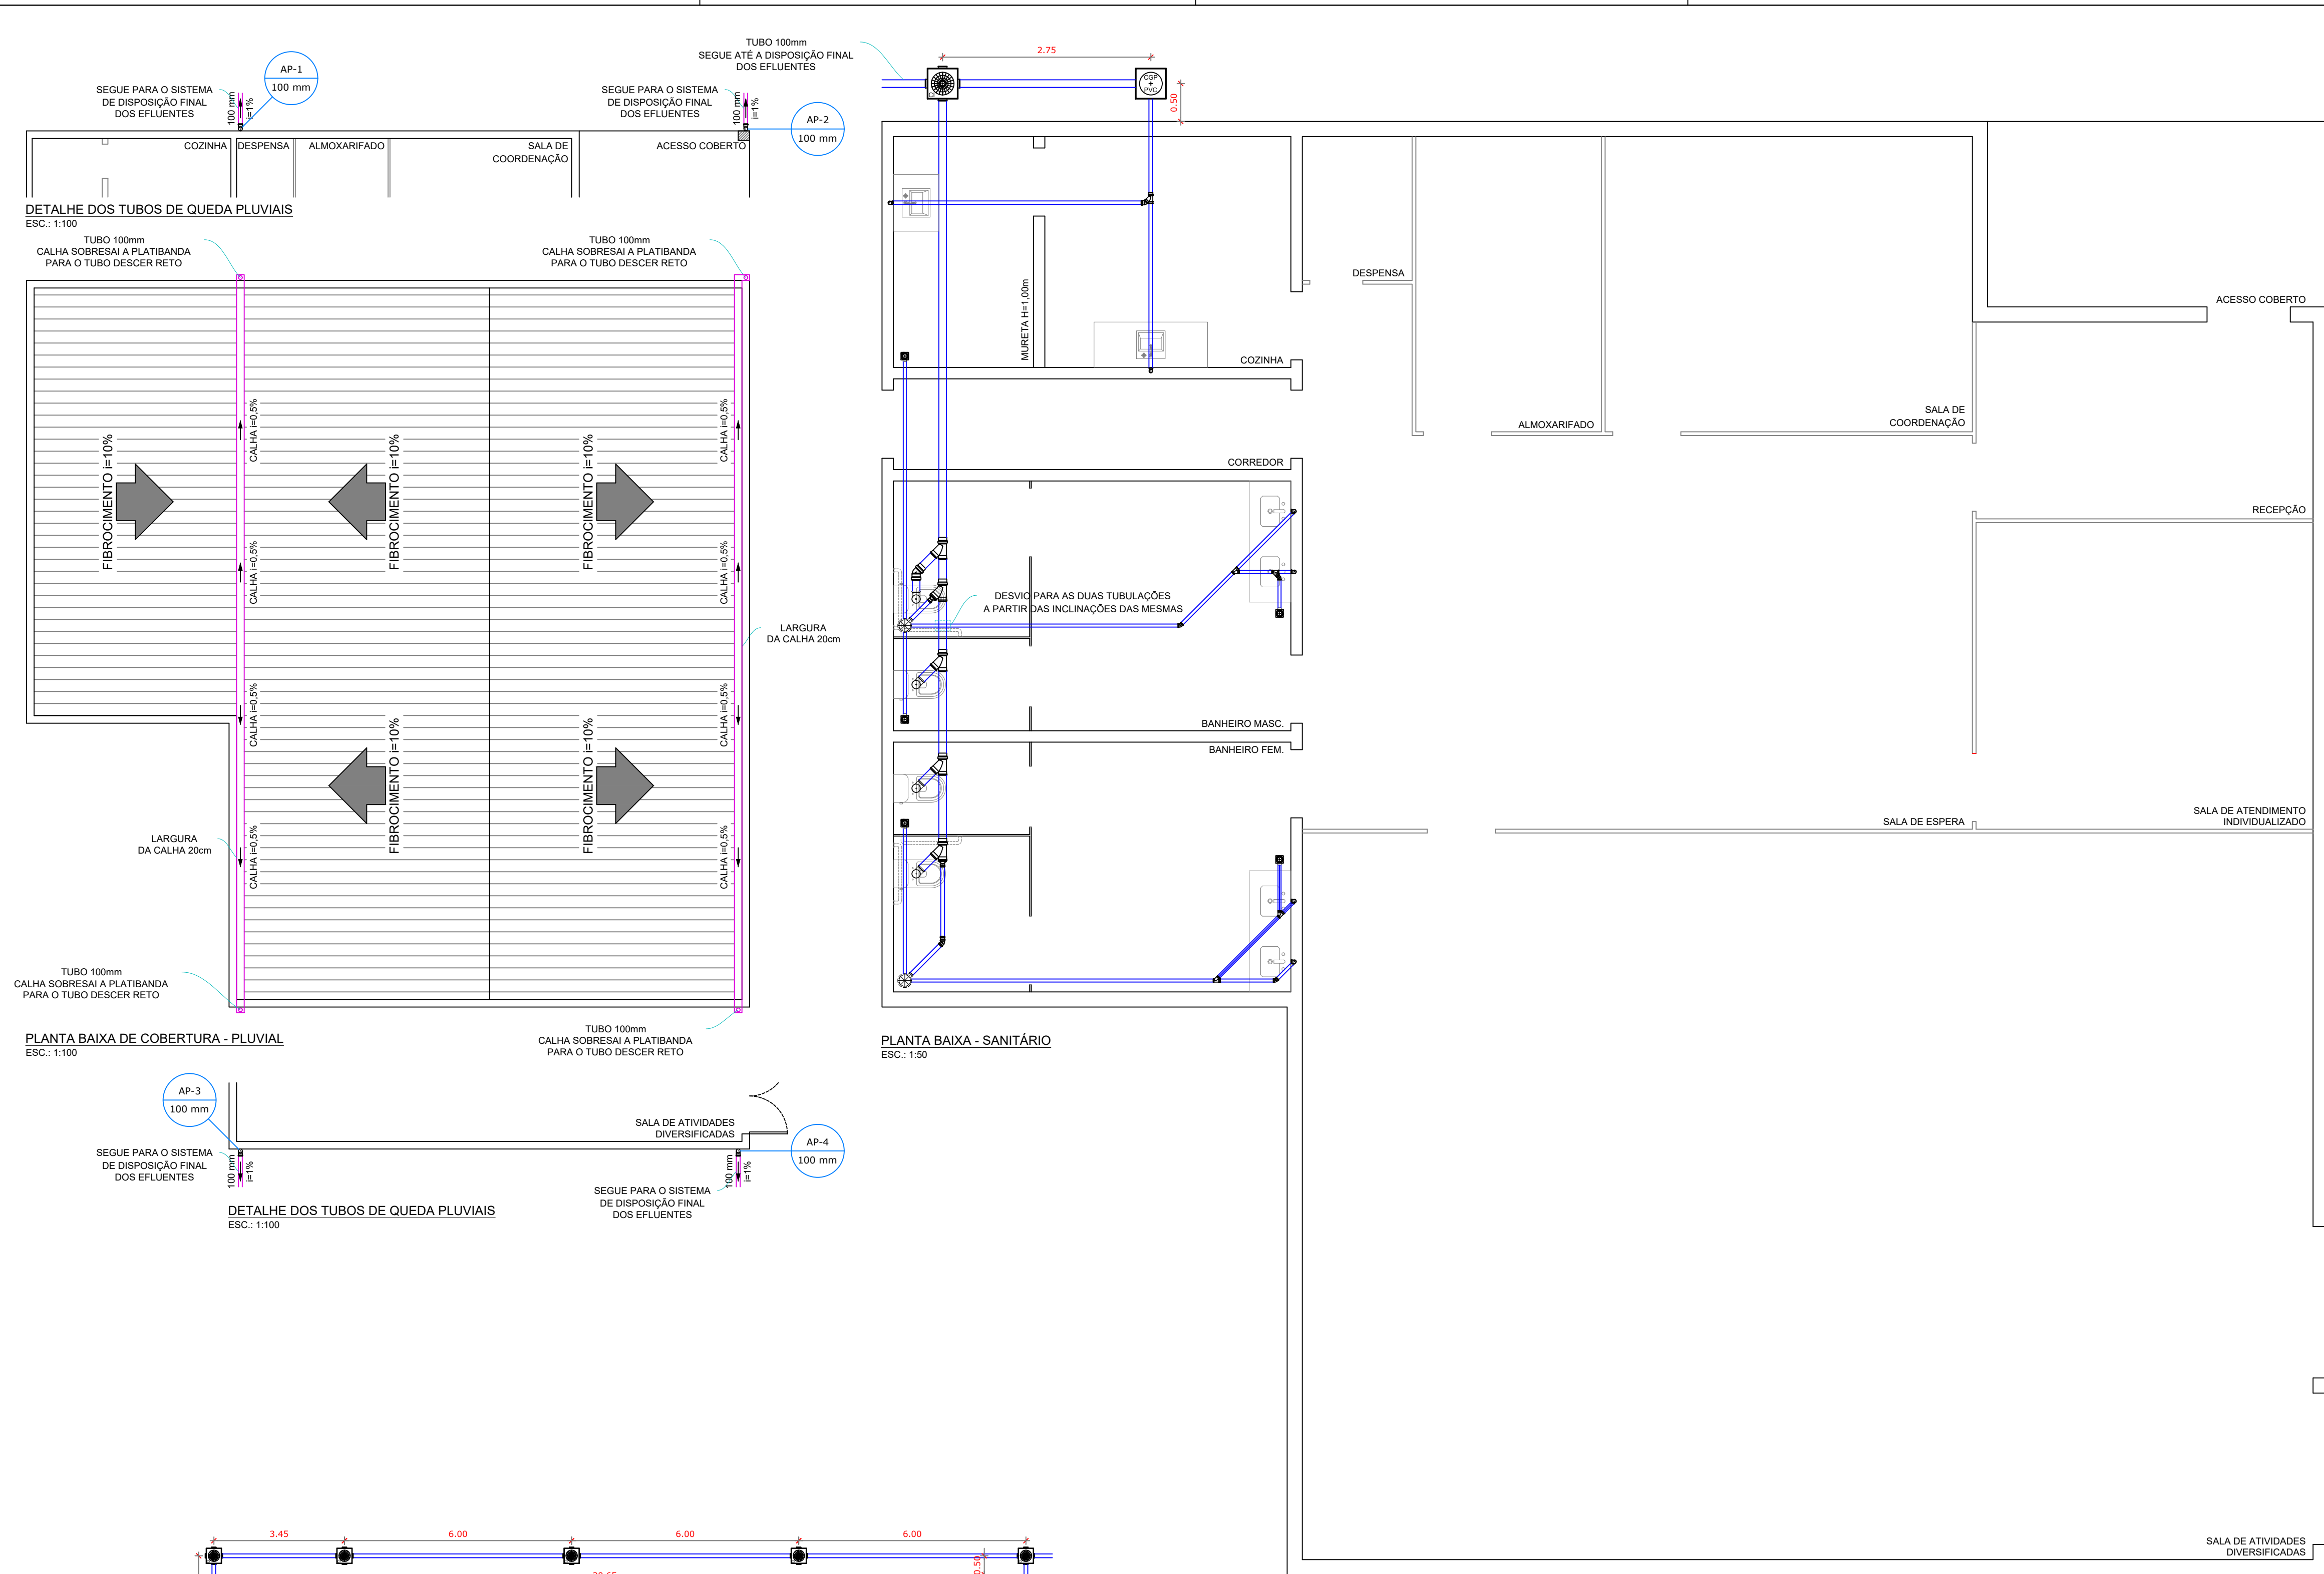 AP-1
100 mm
SEGUE PARA O SISTEMA
DE DISPOSIÇÃO FINAL
DOS EFLUENTES
100 mm
i=1%
SEGUE PARA O SISTEMA
DE DISPOSIÇÃO FINAL
DOS EFLUENTES
100 mm
i=1%
AP-2
100 mm
COZINHA
DESPENSA
ALMOXARIFADO
SALA DE
COORDENAÇÃO
ACESSO COBERTO
DETALHE DOS TUBOS DE QUEDA PLUVIAIS
ESC.: 1:100
TUBO 100mm
CALHA SOBRESAI A PLATIBANDA
PARA O TUBO DESCER RETO
TUBO 100mm
CALHA SOBRESAI A PLATIBANDA
PARA O TUBO DESCER RETO
CALHA i=0,5%
CALHA i=0,5%
FIBROCIMENTO i=10%
FIBROCIMENTO i=10%
FIBROCIMENTO i=10%
CALHA i=0,5%
CALHA i=0,5%
LARGURA
DA CALHA 20cm
CALHA i=0,5%
CALHA i=0,5%
FIBROCIMENTO i=10%
FIBROCIMENTO i=10%
LARGURA
DA CALHA 20cm
CALHA i=0,5%
CALHA i=0,5%
TUBO 100mm
CALHA SOBRESAI A PLATIBANDA
PARA O TUBO DESCER RETO
TUBO 100mm
CALHA SOBRESAI A PLATIBANDA
PARA O TUBO DESCER RETO
PLANTA BAIXA DE COBERTURA - PLUVIAL
ESC.: 1:100
AP-3
100 mm
SEGUE PARA O SISTEMA
DE DISPOSIÇÃO FINAL
DOS EFLUENTES
100 mm
i=1%
SALA DE ATIVIDADES
DIVERSIFICADAS
AP-4
100 mm
100 mm
i=1%
SEGUE PARA O SISTEMA
DE DISPOSIÇÃO FINAL
DOS EFLUENTES
DETALHE DOS TUBOS DE QUEDA PLUVIAIS
ESC.: 1:100
TUBO 100mm
SEGUE ATÉ A DISPOSIÇÃO FINAL
DOS EFLUENTES
2.75
CGP
+
PVC
0.50
MURETA H=1,00m
COZINHA
DESPENSA
ALMOXARIFADO
SALA DE
COORDENAÇÃO
ACESSO COBERTO
CORREDOR
RECEPÇÃO
DESVIO PARA AS DUAS TUBULAÇÕES
A PARTIR DAS INCLINAÇÕES DAS MESMAS
BANHEIRO MASC.
BANHEIRO FEM.
SALA DE ESPERA
SALA DE ATENDIMENTO
INDIVIDUALIZADO
PLANTA BAIXA - SANITÁRIO
ESC.: 1:50
SALA DE ATIVIDADES
DIVERSIFICADAS
3.45
6.00
6.00
6.00
0.50